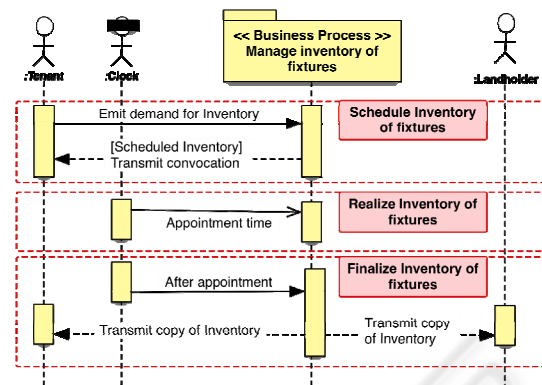 << Business Process >>
Manage inventory of
fixtures
:Tenant
:Clock
:Landholder
Emit demand for Inventory
Schedule Inventory
of fixtures
[Scheduled Inventory]
Transmit convocation
Realize Inventory of
fixtures
Appointment time
After appointment
Finalize Inventory of
fixtures
Transmit copy of Inventory
Transmit copy
of Inventory